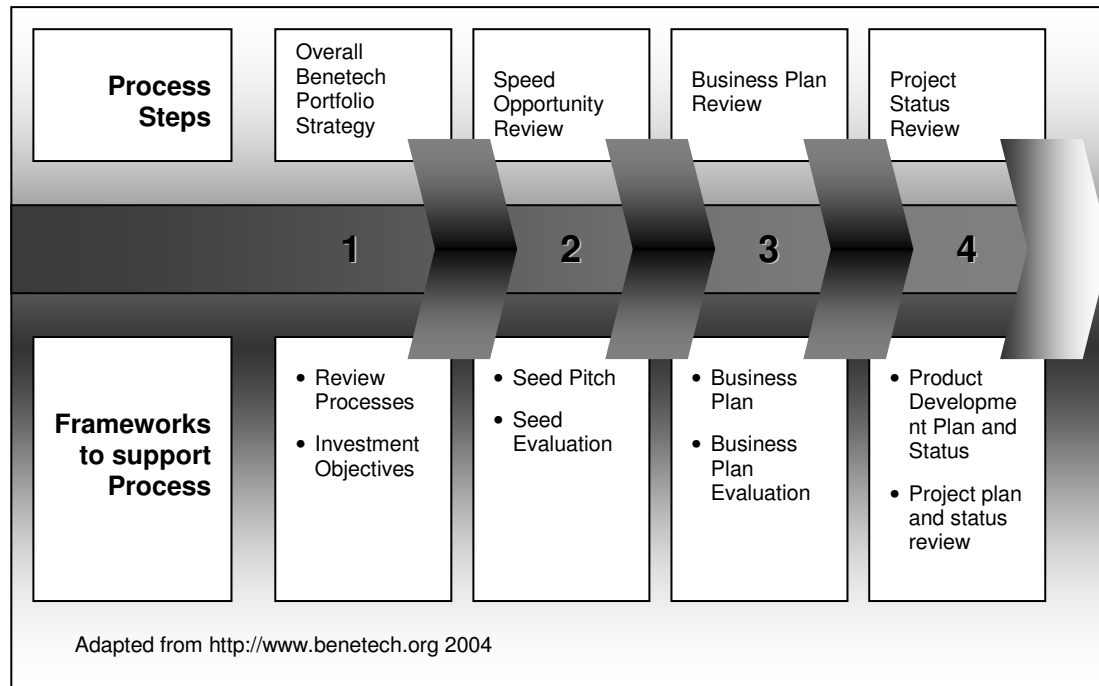 Process
Steps
Overall
Benetech
Portfolio
Strategy
Speed
Opportunity
Review
Business Plan
Review
Project
Status
Review
1
2
3
4
Frameworks
to support
Process
• Review
Processes
• Investment
Objectives
• Seed Pitch
• Seed
Evaluation
• Business
Plan
• Business
Plan
Evaluation
• Product
Developme
nt Plan and
Status
• Project plan
and status
review
Adapted from http://www.benetech.org 2004